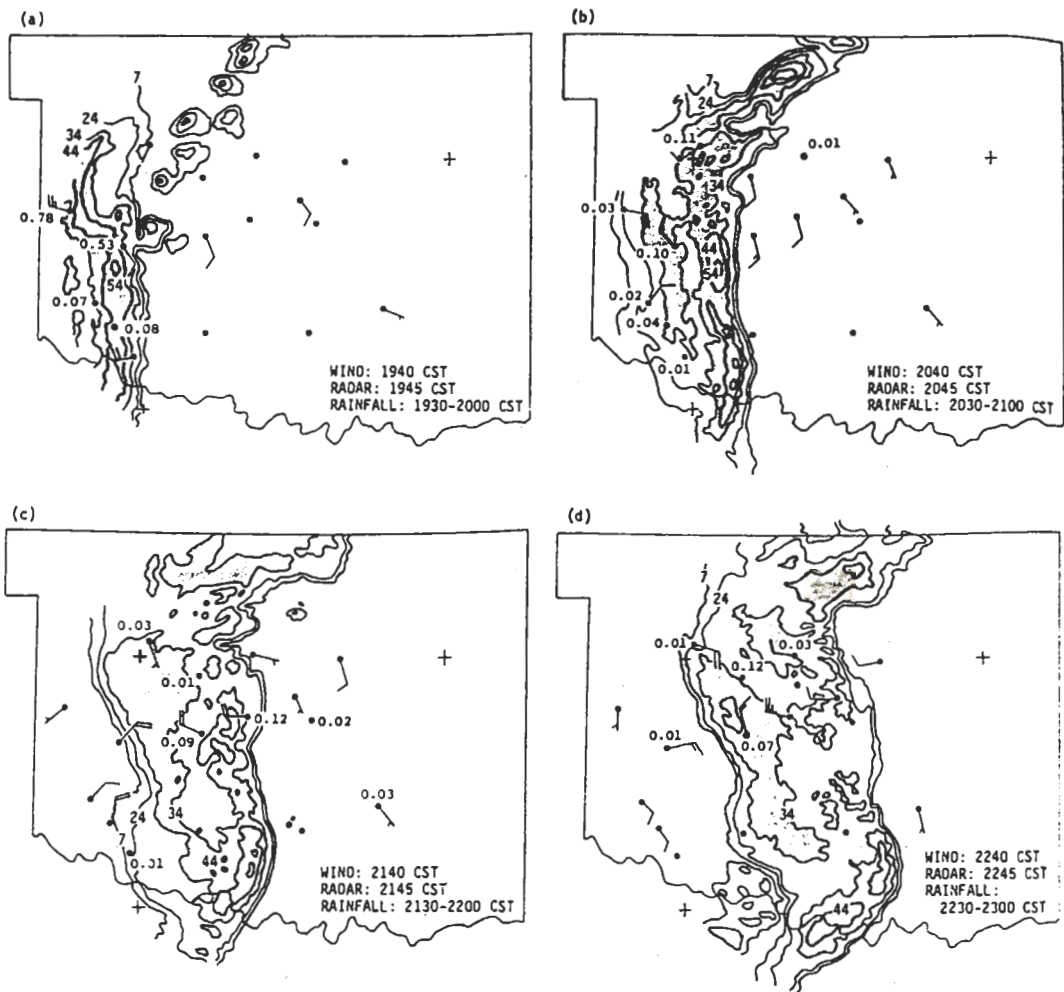 (a)
7
24
34
44
0.78
0.53
54
0.07
0.08
WIND: 1940 CST
RADAR: 1945 CST
RAINFALL: 1930-2000 CST
(b)
7
24
0.11
0.01
34
0.03
0.10
44
54
0.02
0.04
0.01
WIND: 2040 CST
RADAR: 2045 CST
RAINFALL: 2030-2100 CST
(c)
0.03
0.01
0.12
0.02
0.09
0.03
24
34
7
0.01
44
WIND: 2140 CST
RADAR: 2145 CST
RAINFALL: 2130-2200 CST
(d)
7
24
0.01
0.03
0.12
0.01
0.07
34
44
WIND: 2240 CST
RADAR: 2245 CST
RAINFALL:
2230-2300 CST